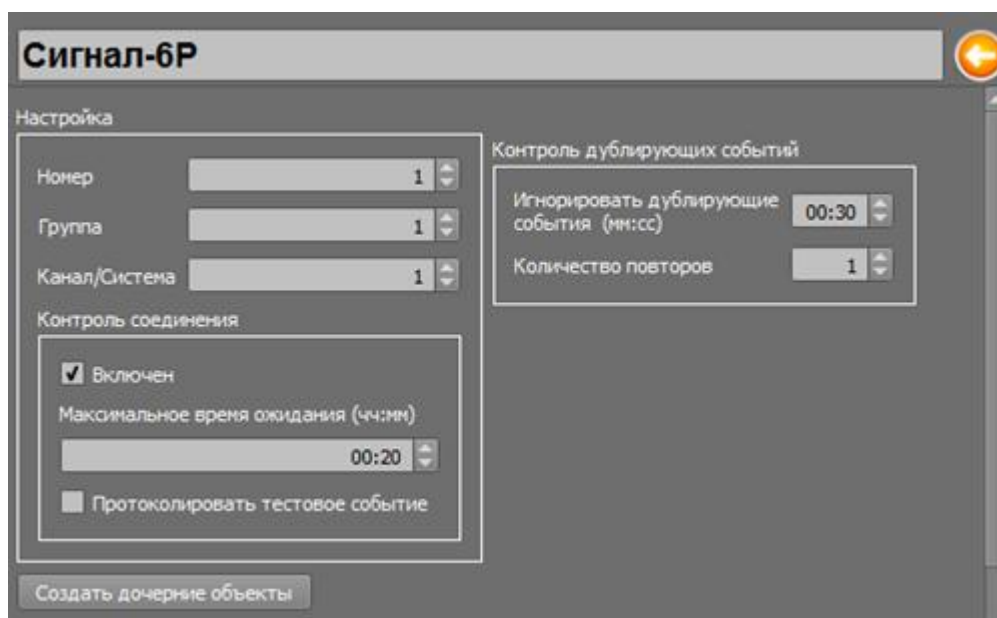 Сигнал-6Р
Настройка
Номер 1
Группа 1
Канал/Система 1
Контроль соединения
Включен
Максимальное время ожидания (чч:мм)
00:20
Протоколировать тестовое событие
Контроль дублирующих событий
Игнорировать дублирующие
события (мм:сс) 00:30
Количество повторов 1
Создать дочерние объекты